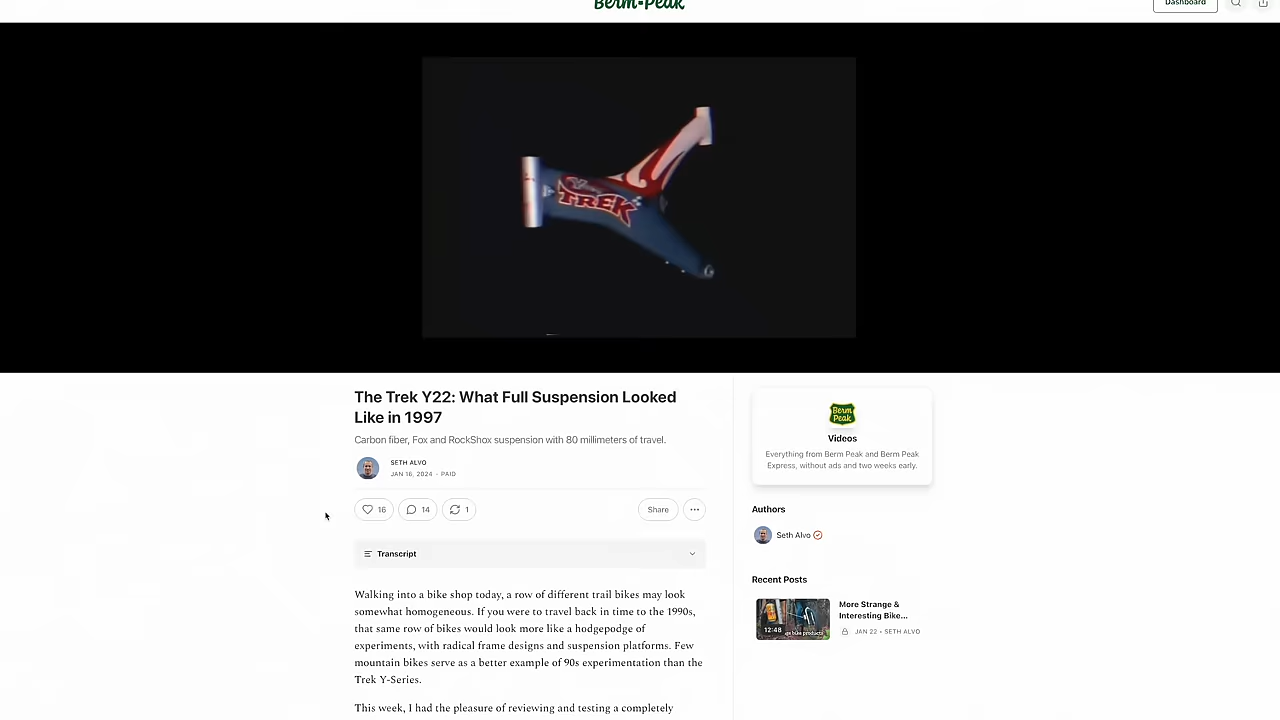 Berm-Peak
Dashboard
TREK
The Trek Y22: What Full Suspension Looked
Like in 1997
Carbon fiber, Fox and RockShox suspension with 80 millimeters of travel.
SETH ALVO
JAN 16, 2024 • PAID
16
14
1
Share
Transcript
Walking into a bike shop today, a row of different trail bikes may look
somewhat homogeneous. If you were to travel back in time to the 1990s,
that same row of bikes would look more like a hodgepodge of
experiments, with radical frame designs and suspension platforms. Few
mountain bikes serve as a better example of 90s experimentation than the
Trek Y-Series.
This week, I had the pleasure of reviewing and testing a completely
Berm
Peak
Videos
Everything from Berm Peak and Berm Peak
Express, without ads and two weeks early.
Authors
Seth Alvo
Recent Posts
12:48
bike products
More Strange &
Interesting Bike...
JAN 22 • SETH ALVO